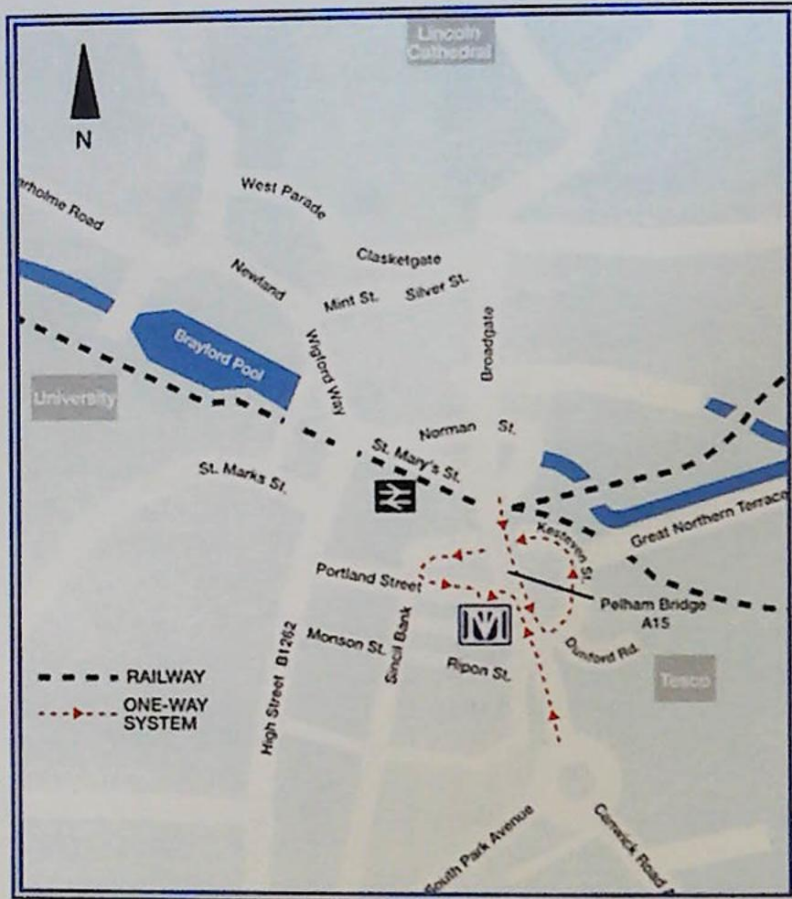 Lincoln
Cathedral
N
West Parade
Road
Clasketgate
Newland
Mint St.
Silver St.
Brayford Pool
Wigford Way
Broadgate
University
Norman St.
St. Mary's St.
St. Marks St.
Great Northern Terrace
Kesteven St.
Portland Street
Pelham Bridge
A15
M
Monson St.
Sincil Bank
Dunford Rd.
Ripon St.
High Street B1262
Tesco
RAILWAY
ONE-WAY
SYSTEM
South Park Avenue
Canwick Road